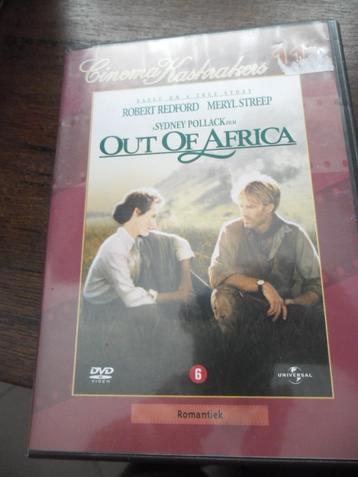 Cinema Kaskrakers
BASED ON A TRUE STORY
ROBERT REDFORD MERYL STREEP
A SYDNEY POLLACK FILM
OUT OF AFRICA
DVD
VIDEO
6
UNIVERSAL
Romantiek